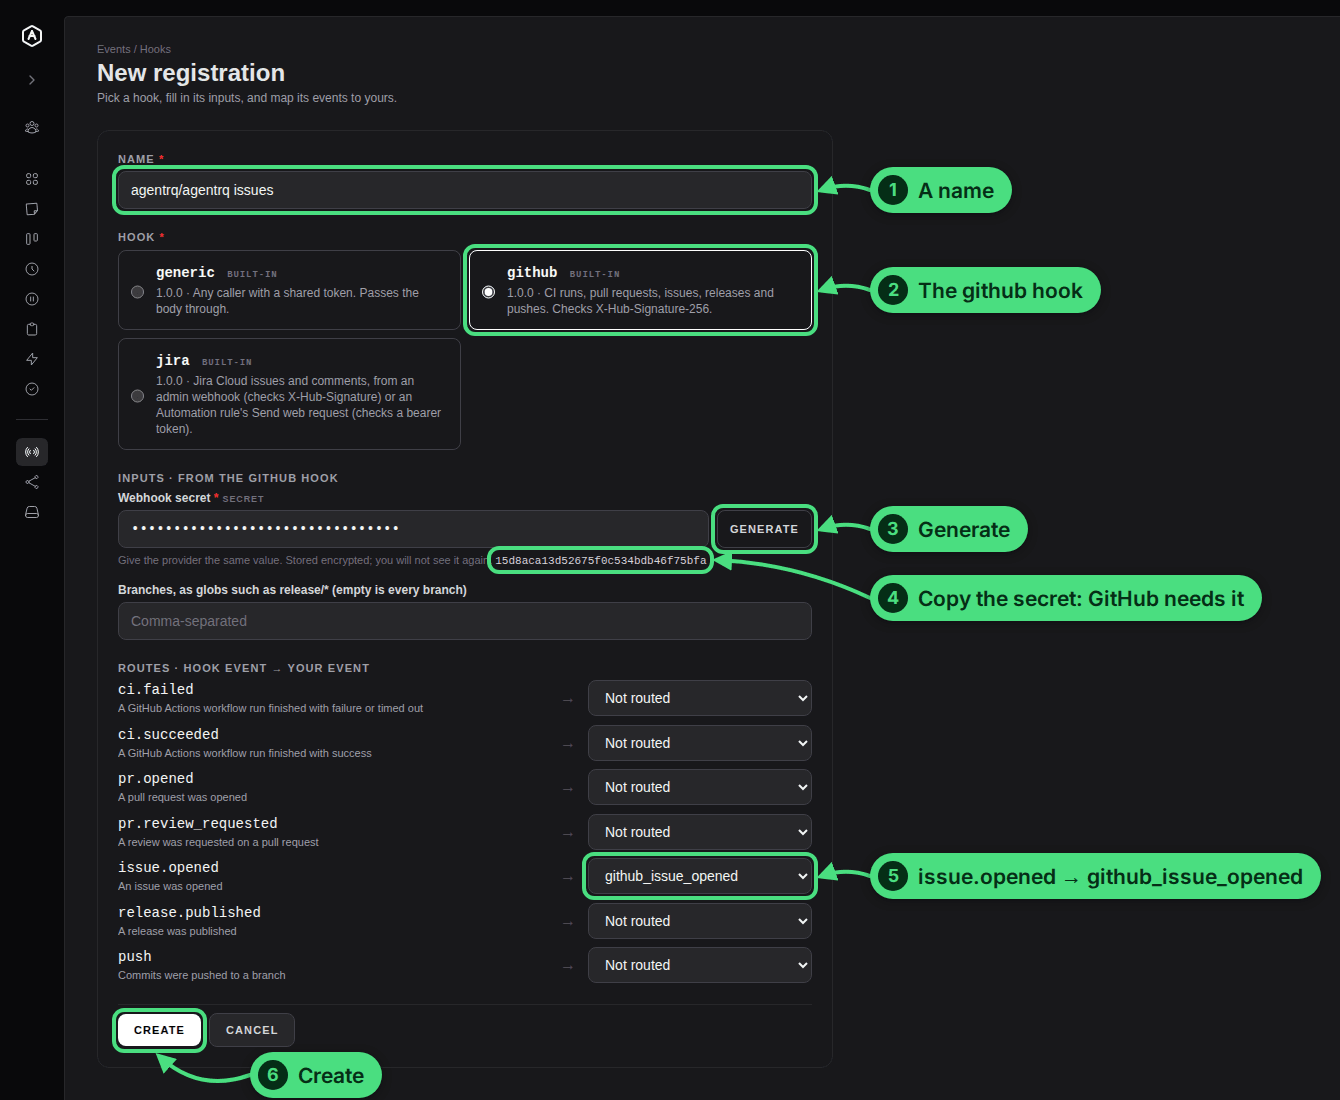 Events / Hooks
New registration
Pick a hook, fill in its inputs, and map its events to yours.
NAME *
agentrq/agentrq issues
1 A name
HOOK *
generic BUILT-IN
1.0.0 · Any caller with a shared token. Passes the
body through.
github BUILT-IN
1.0.0 · CI runs, pull requests, issues, releases and
pushes. Checks X-Hub-Signature-256.
2 The github hook
jira BUILT-IN
1.0.0 · Jira Cloud issues and comments, from an
admin webhook (checks X-Hub-Signature) or an
Automation rule's Send web request (checks a bearer
token).
INPUTS · FROM THE GITHUB HOOK
Webhook secret * SECRET
••••••••••••••••••••••••••••••••
GENERATE
3 Generate
Give the provider the same value. Stored encrypted; you will not see it again
15d8aca13d52675f0c534bdb46f75bfa
4 Copy the secret: GitHub needs it
Branches, as globs such as release/* (empty is every branch)
Comma-separated
ROUTES · HOOK EVENT → YOUR EVENT
ci.failed
A GitHub Actions workflow run finished with failure or timed out
→ Not routed
ci.succeeded
A GitHub Actions workflow run finished with success
→ Not routed
pr.opened
A pull request was opened
→ Not routed
pr.review_requested
A review was requested on a pull request
→ Not routed
issue.opened
An issue was opened
→ github_issue_opened
5 issue.opened → github_issue_opened
release.published
A release was published
→ Not routed
push
Commits were pushed to a branch
→ Not routed
CREATE
CANCEL
6 Create